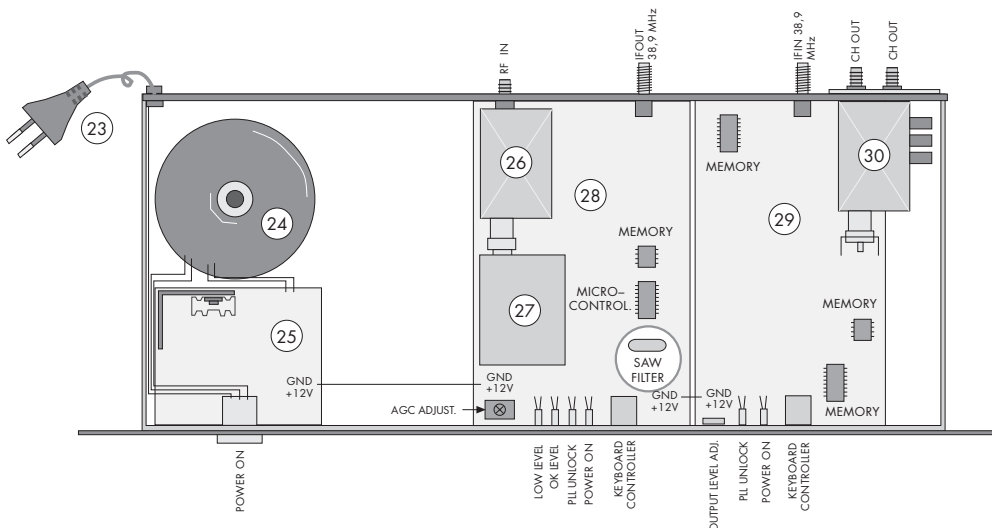 RF IN
IFOUT
38,9 MHz
IFIN 38,9
MHz
CH OUT
CH OUT
23
24
25
26
27
28
29
30
MEMORY
MEMORY
MICRO–
CONTROL.
MEMORY
MEMORY
SAW
FILTER
GND
+12V
GND
+12V
GND
+12V
GND
+12V
AGC ADJUST.
POWER ON
LOW LEVEL
OK LEVEL
PLL UNLOCK
POWER ON
KEYBOARD
CONTROLLER
OUTPUT LEVEL ADJ.
PLL UNLOCK
POWER ON
KEYBOARD
CONTROLLER